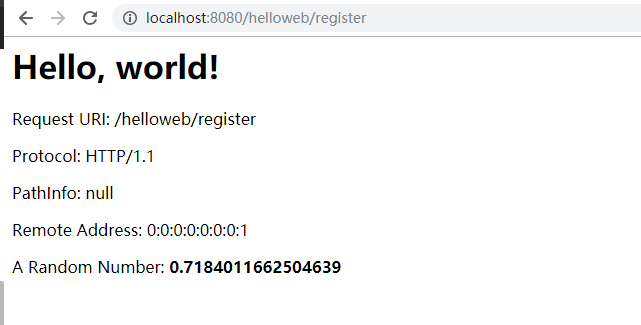 localhost:8080/helloweb/register
Hello, world!
Request URI: /helloweb/register
Protocol: HTTP/1.1
PathInfo: null
Remote Address: 0:0:0:0:0:0:0:1
A Random Number: 0.7184011662504639